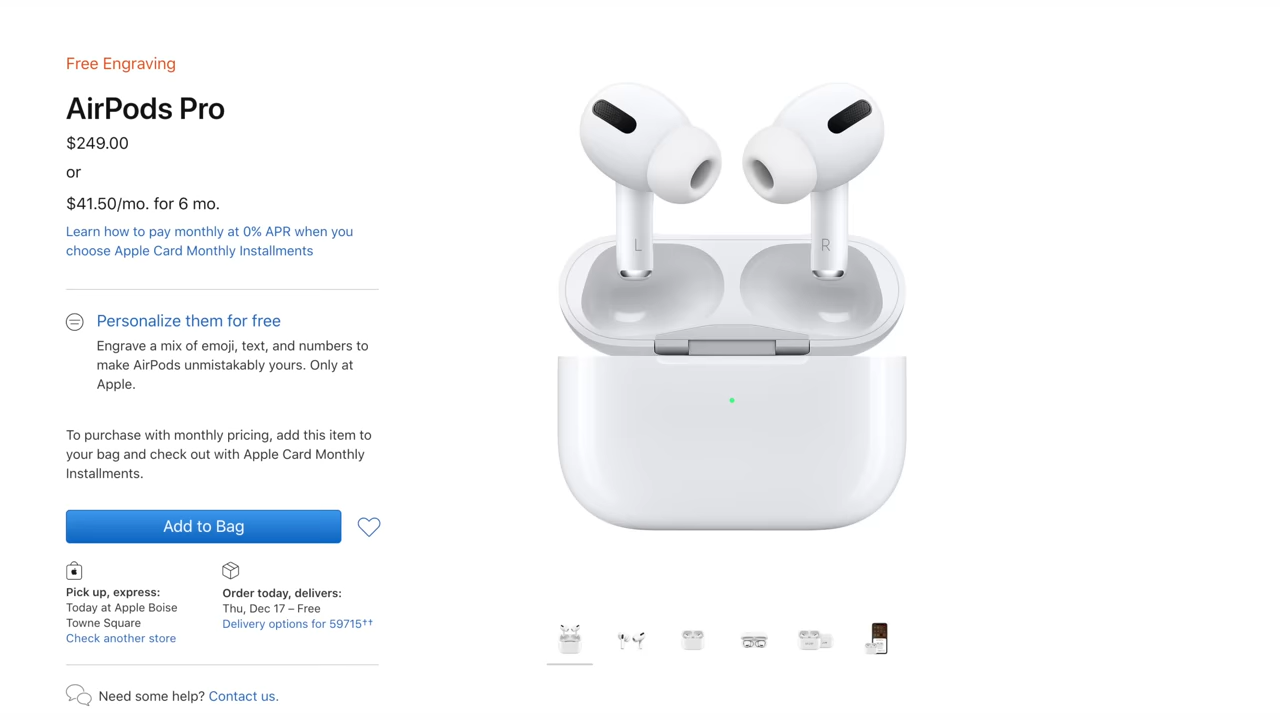 Free Engraving
AirPods Pro
$249.00
or
$41.50/mo. for 6 mo.
Learn how to pay monthly at 0% APR when you
choose Apple Card Monthly Installments
Personalize them for free
Engrave a mix of emoji, text, and numbers to
make AirPods unmistakably yours. Only at
Apple.
To purchase with monthly pricing, add this item to
your bag and check out with Apple Card Monthly
Installments.
Add to Bag
Pick up, express:
Today at Apple Boise
Towne Square
Check another store
Order today, delivers:
Thu, Dec 17 – Free
Delivery options for 59715††
Need some help? Contact us.
L
R